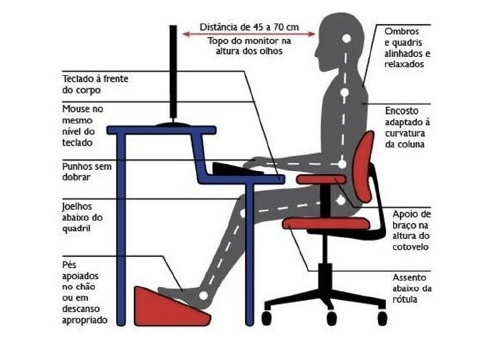 Distância de 45 a 70 cm
Topo do monitor na
altura dos olhos
Teclado à frente
do corpo
Mouse no
mesmo nível do
teclado
Punhos sem
dobrar
Joelhos
abaixo do
quadril
Pés
apoiados
no chão
ou em
descanso
apropriado
Ombros
e quadris
alinhados e
relaxados
Encosto
adaptado à
curvatura
da coluna
Apoio de
braço na
altura do
cotovelo
Assento
abaixo da
rótula